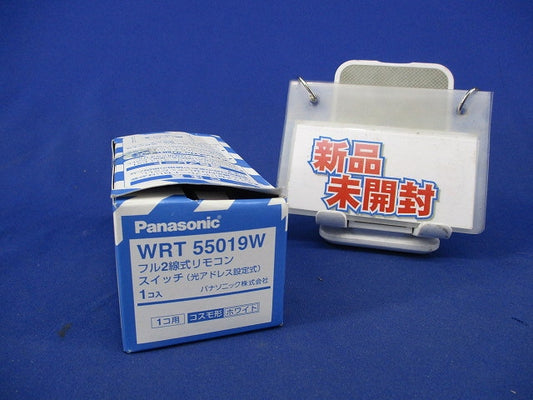 Panasonic
WRT 55019W
フル2線式リモコン
スイッチ(光アドレス設定式)
1コ入
パナソニック株式会社
1コ用 コスモ形 ホワイト
新品
未開封